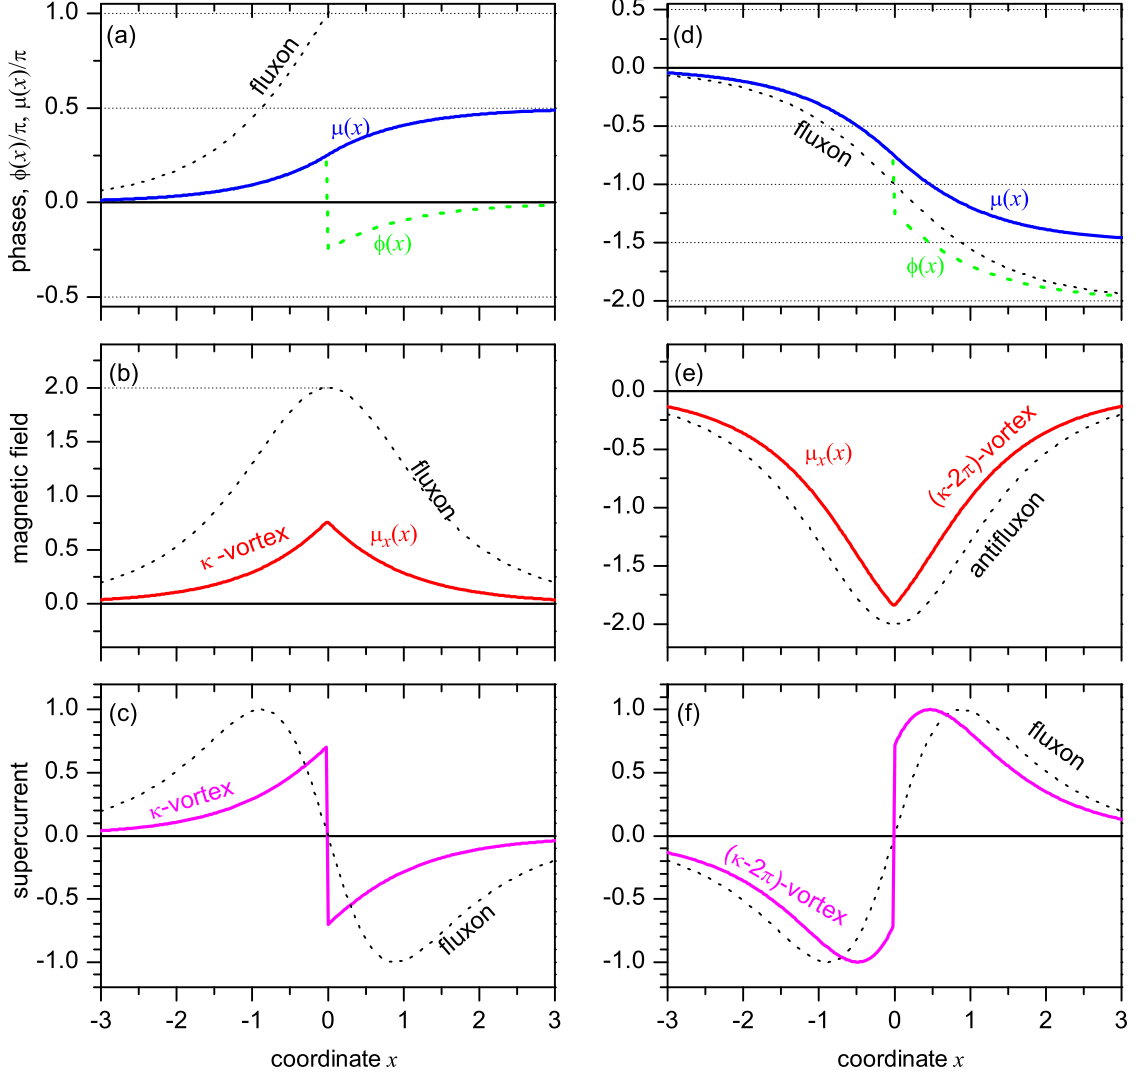 (a)
1.0
0.5
0.0
-0.5
phases, ϕ(x)/π, μ(x)/π
fluxon
μ(x)
ϕ(x)
(d)
0.5
0.0
-0.5
-1.0
-1.5
-2.0
fluxon
μ(x)
ϕ(x)
(b)
2.0
1.5
1.0
0.5
0.0
magnetic field
fluxon
κ -vortex
μx(x)
(e)
0.0
-0.5
-1.0
-1.5
-2.0
μx(x)
(κ-2π)-vortex
antifluxon
(c)
1.0
0.5
0.0
-0.5
-1.0
supercurrent
κ-vortex
fluxon
-3 -2 -1 0 1 2 3
coordinate x
(f)
1.0
0.5
0.0
-0.5
-1.0
fluxon
(κ-2π)-vortex
-3 -2 -1 0 1 2 3
coordinate x